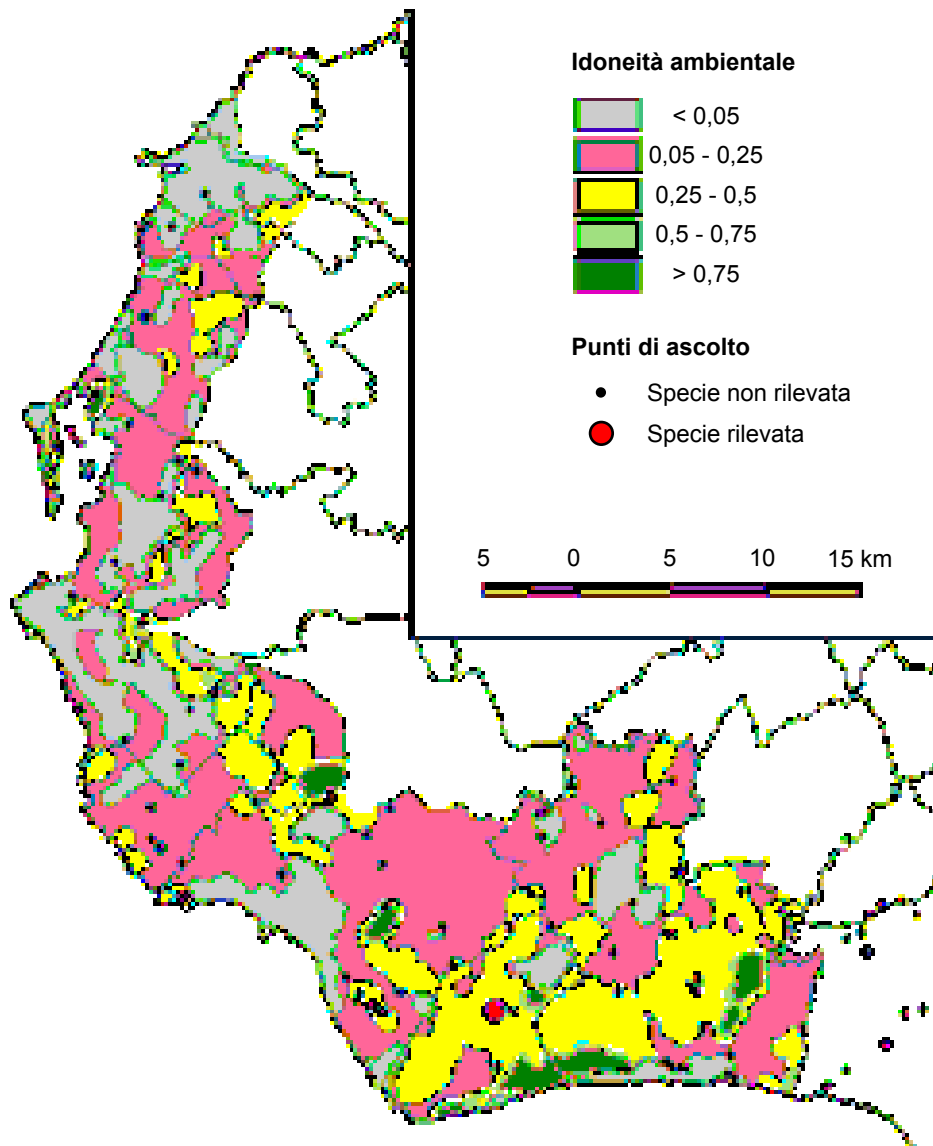 Idoneità ambientale
< 0,05
0,05 - 0,25
0,25 - 0,5
0,5 - 0,75
> 0,75
Punti di ascolto
Specie non rilevata
Specie rilevata
5 0 5 10 15 km